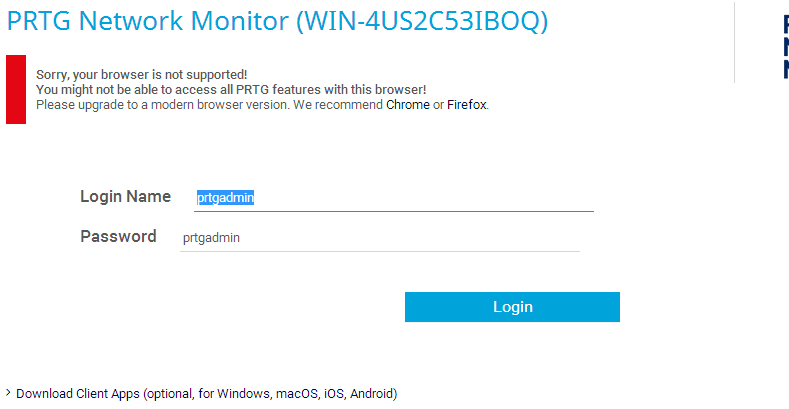 PRTG Network Monitor (WIN-4US2C53IBOQ)
Sorry, your browser is not supported!
You might not be able to access all PRTG features with this browser!
Please upgrade to a modern browser version. We recommend Chrome or Firefox.
Login Name prtgadmin
Password prtgadmin
Login
Download Client Apps (optional, for Windows, macOS, iOS, Android)